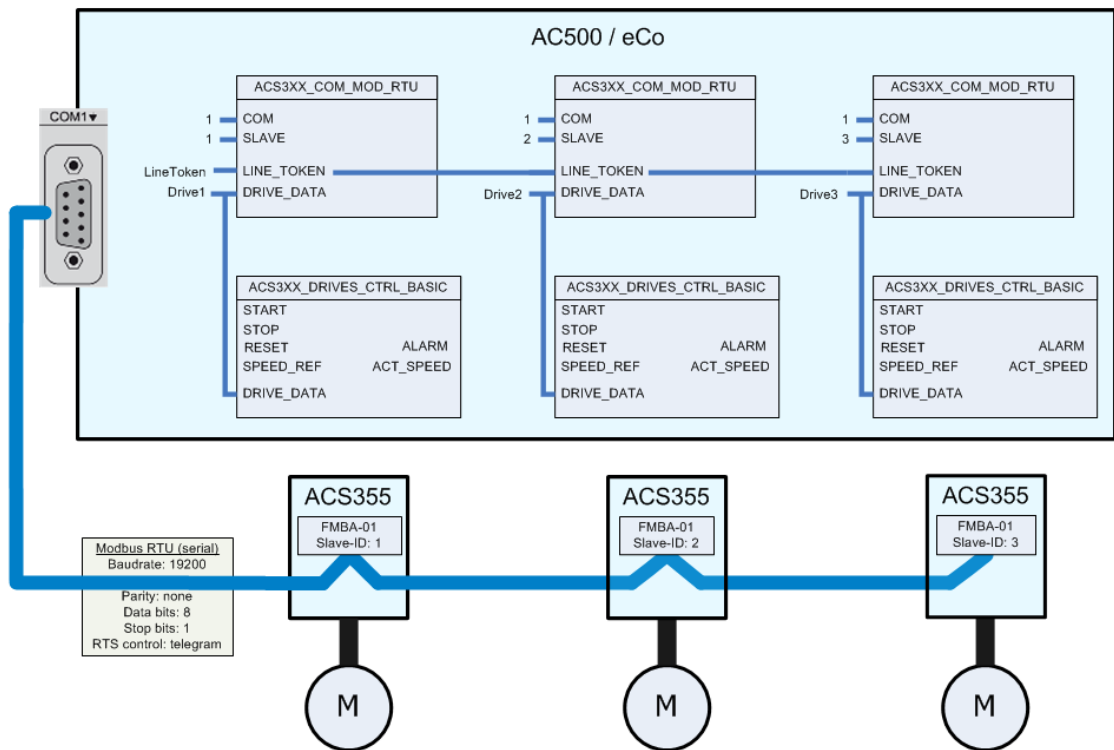 AC500 / eCo
COM1
ACS3XX_COM_MOD_RTU
1 COM
1 SLAVE
LineToken LINE_TOKEN
Drive1 DRIVE_DATA
ACS3XX_COM_MOD_RTU
1 COM
2 SLAVE
LINE_TOKEN
Drive2 DRIVE_DATA
ACS3XX_COM_MOD_RTU
1 COM
3 SLAVE
LINE_TOKEN
Drive3 DRIVE_DATA
ACS3XX_DRIVES_CTRL_BASIC
START
STOP
RESET ALARM
SPEED_REF ACT_SPEED
DRIVE_DATA
ACS3XX_DRIVES_CTRL_BASIC
START
STOP
RESET ALARM
SPEED_REF ACT_SPEED
DRIVE_DATA
ACS3XX_DRIVES_CTRL_BASIC
START
STOP
RESET ALARM
SPEED_REF ACT_SPEED
DRIVE_DATA
Modbus RTU (serial)
Baudrate: 19200
Parity: none
Data bits: 8
Stop bits: 1
RTS control: telegram
ACS355
FMBA-01
Slave-ID: 1
M
ACS355
FMBA-01
Slave-ID: 2
M
ACS355
FMBA-01
Slave-ID: 3
M